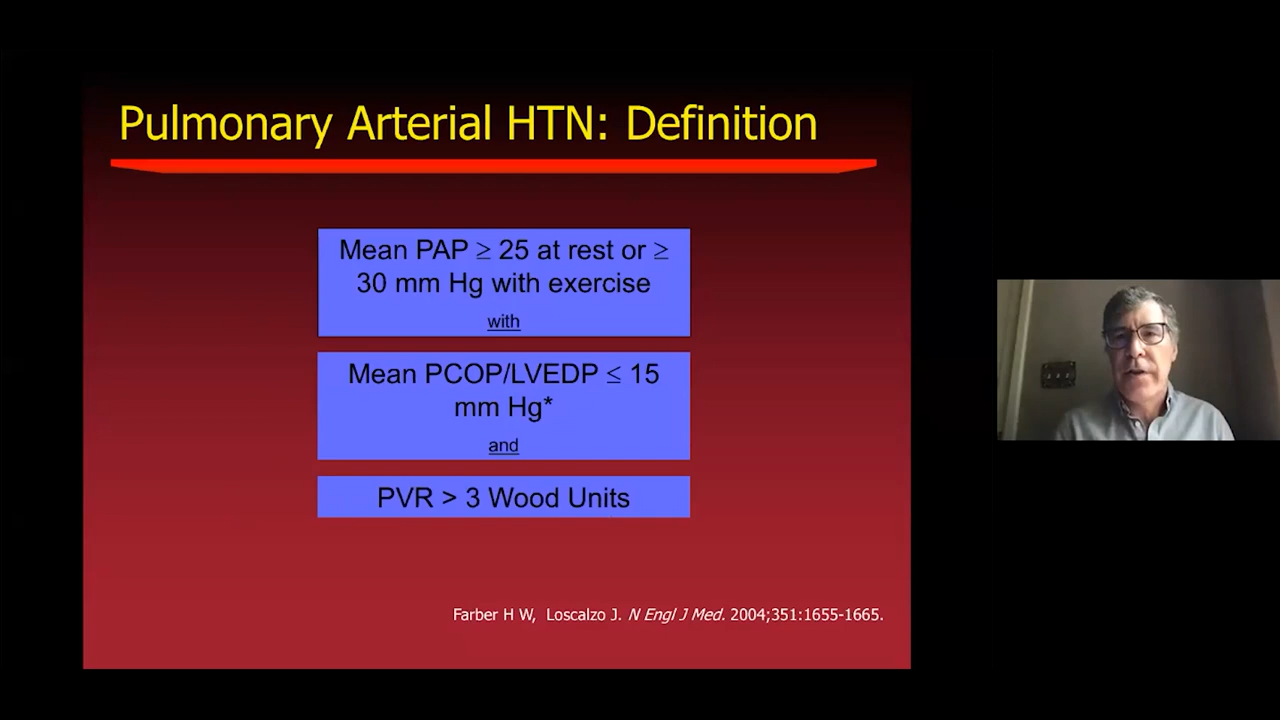 Pulmonary Arterial HTN: Definition
Mean PAP ≥ 25 at rest or ≥
30 mm Hg with exercise
with
Mean PCOP/LVEDP ≤ 15
mm Hg*
and
PVR > 3 Wood Units
Farber H W, Loscalzo J. N Engl J Med. 2004;351:1655-1665.